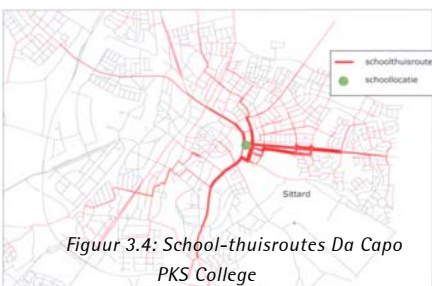 schoolthuisroute
schoollocatie
Sittard
Figuur 3.4: School-thuisroutes Da Capo
PKS College